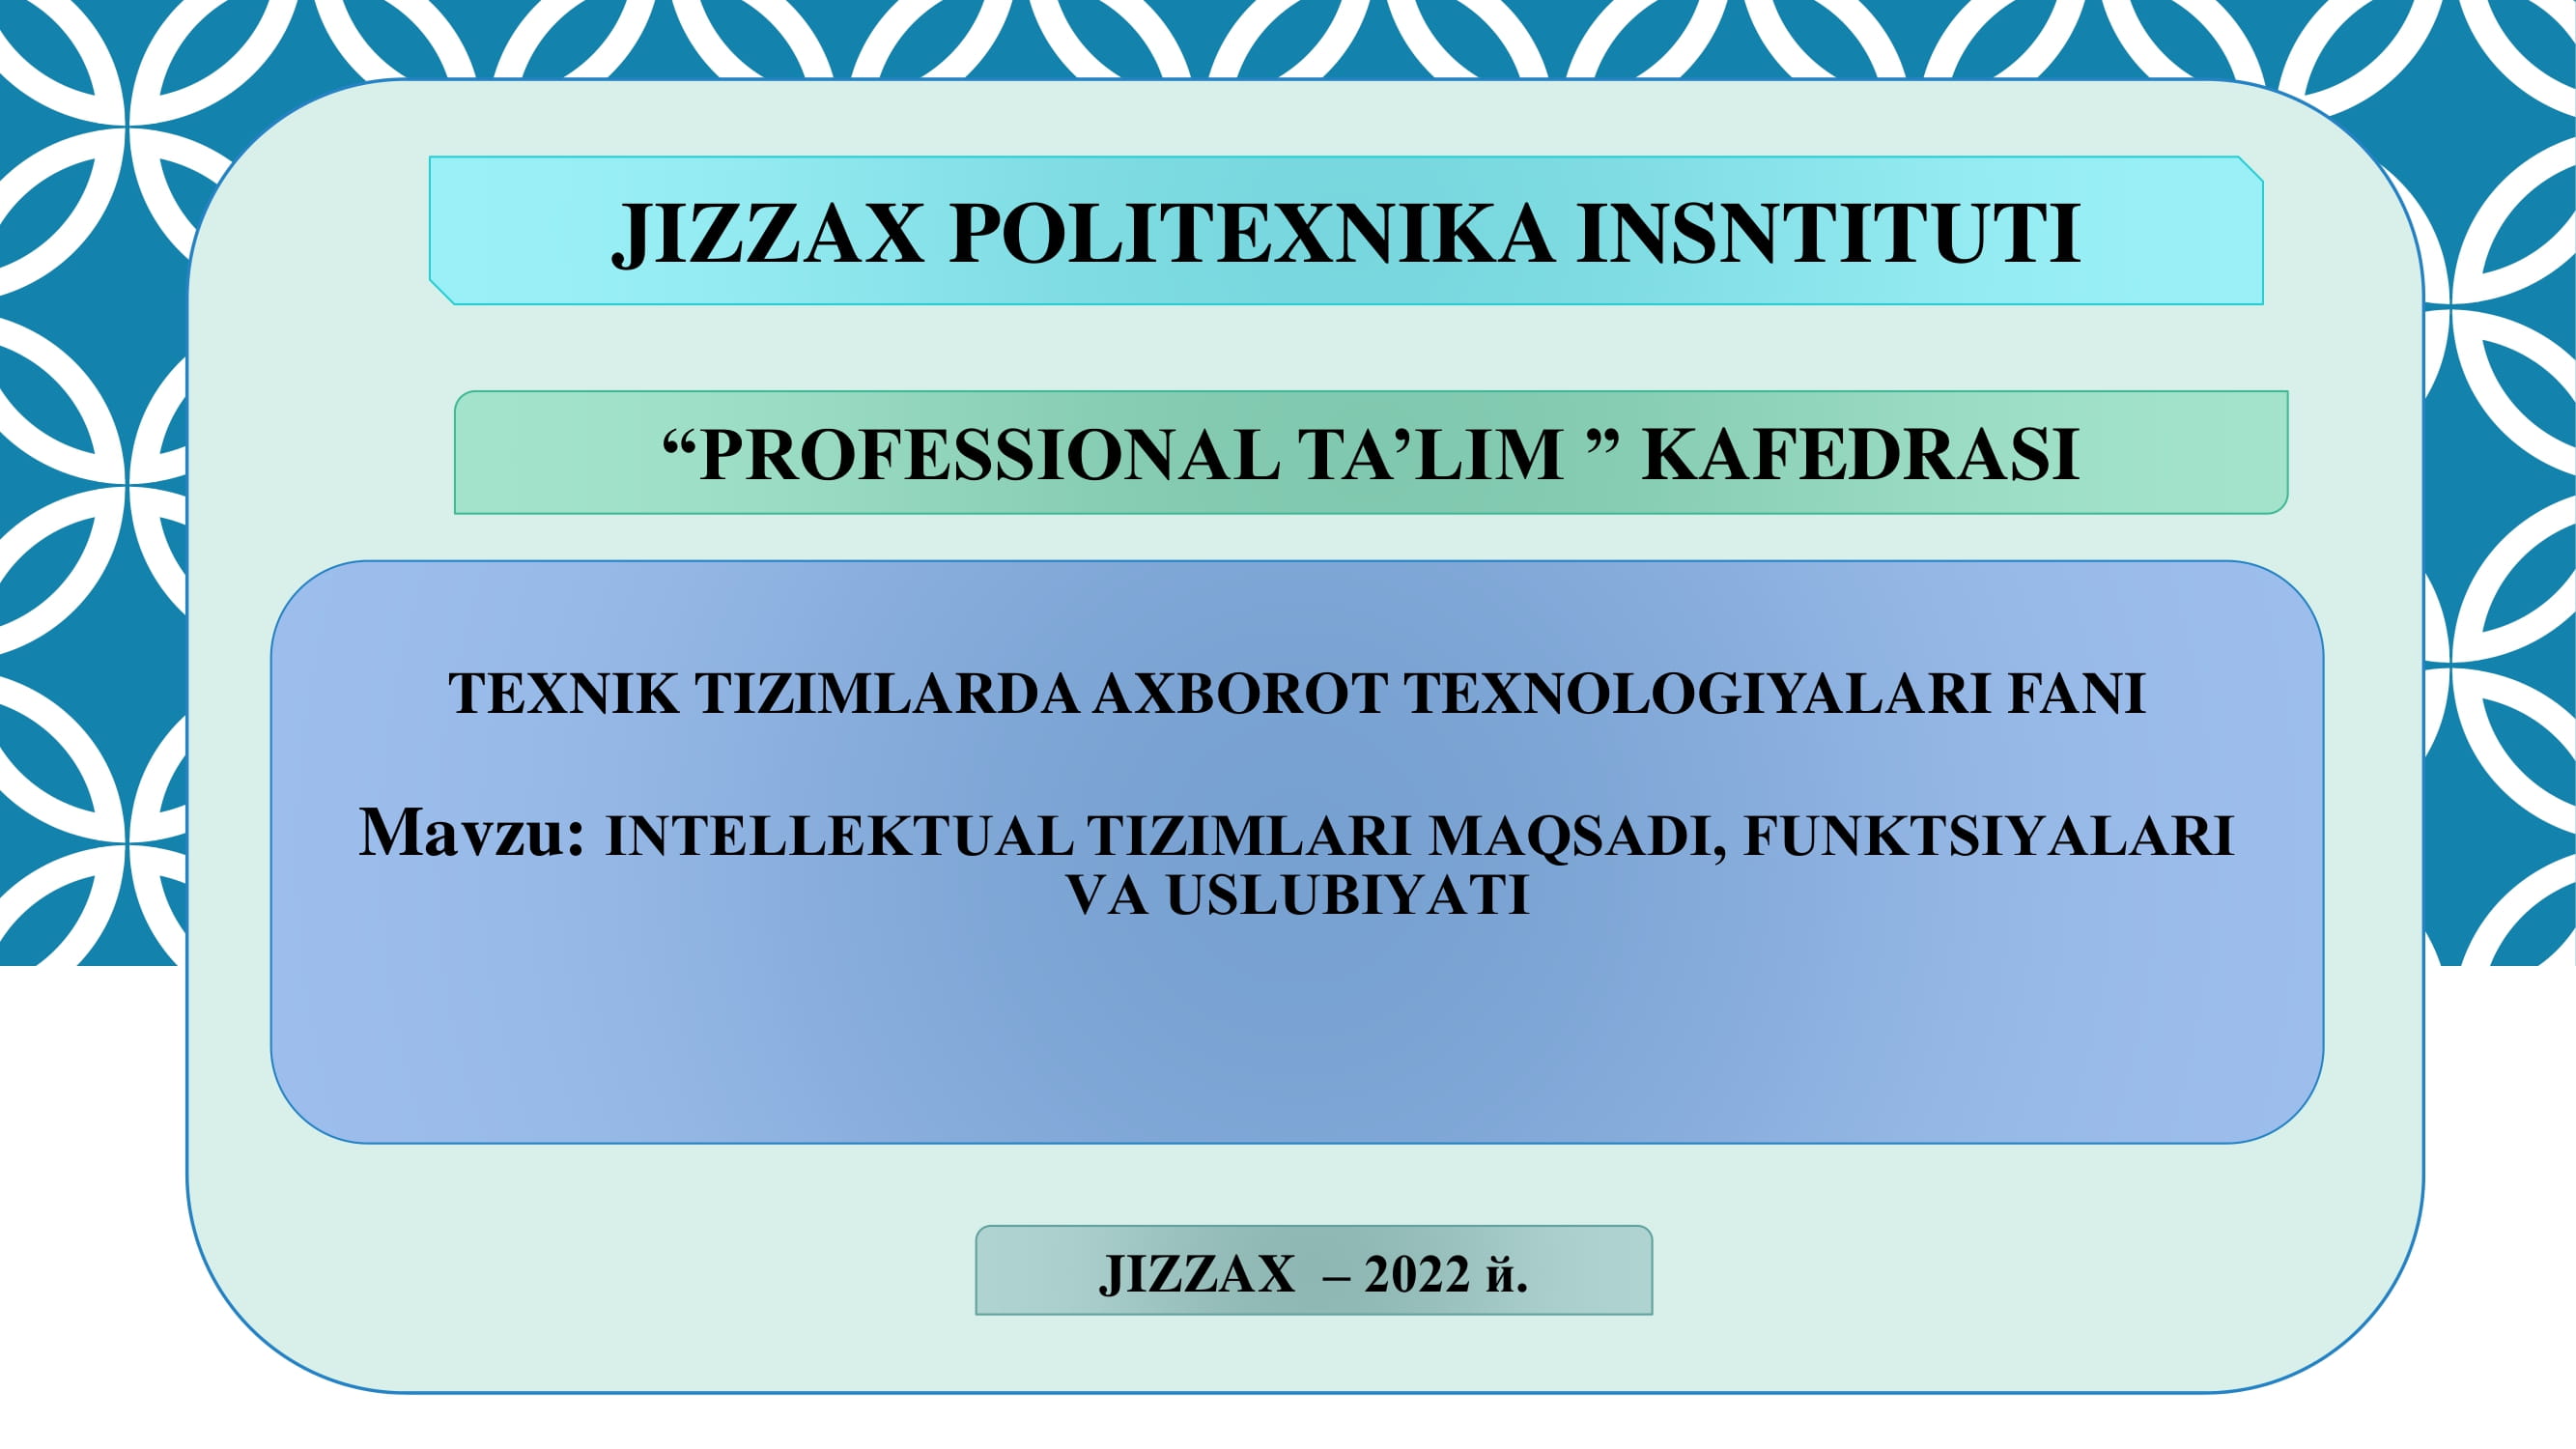 JIZZAX POLITEXNIKA INSNTITUTI
“PROFESSIONAL TA’LIM ” KAFEDRASI
TEXNIK TIZIMLARDA AXBOROT TEXNOLOGIYALARI FANI
Mavzu: INTELLEKTUAL TIZIMLARI MAQSADI, FUNKTSIYALARI
VA USLUBIYATI
JIZZAX – 2022 й.